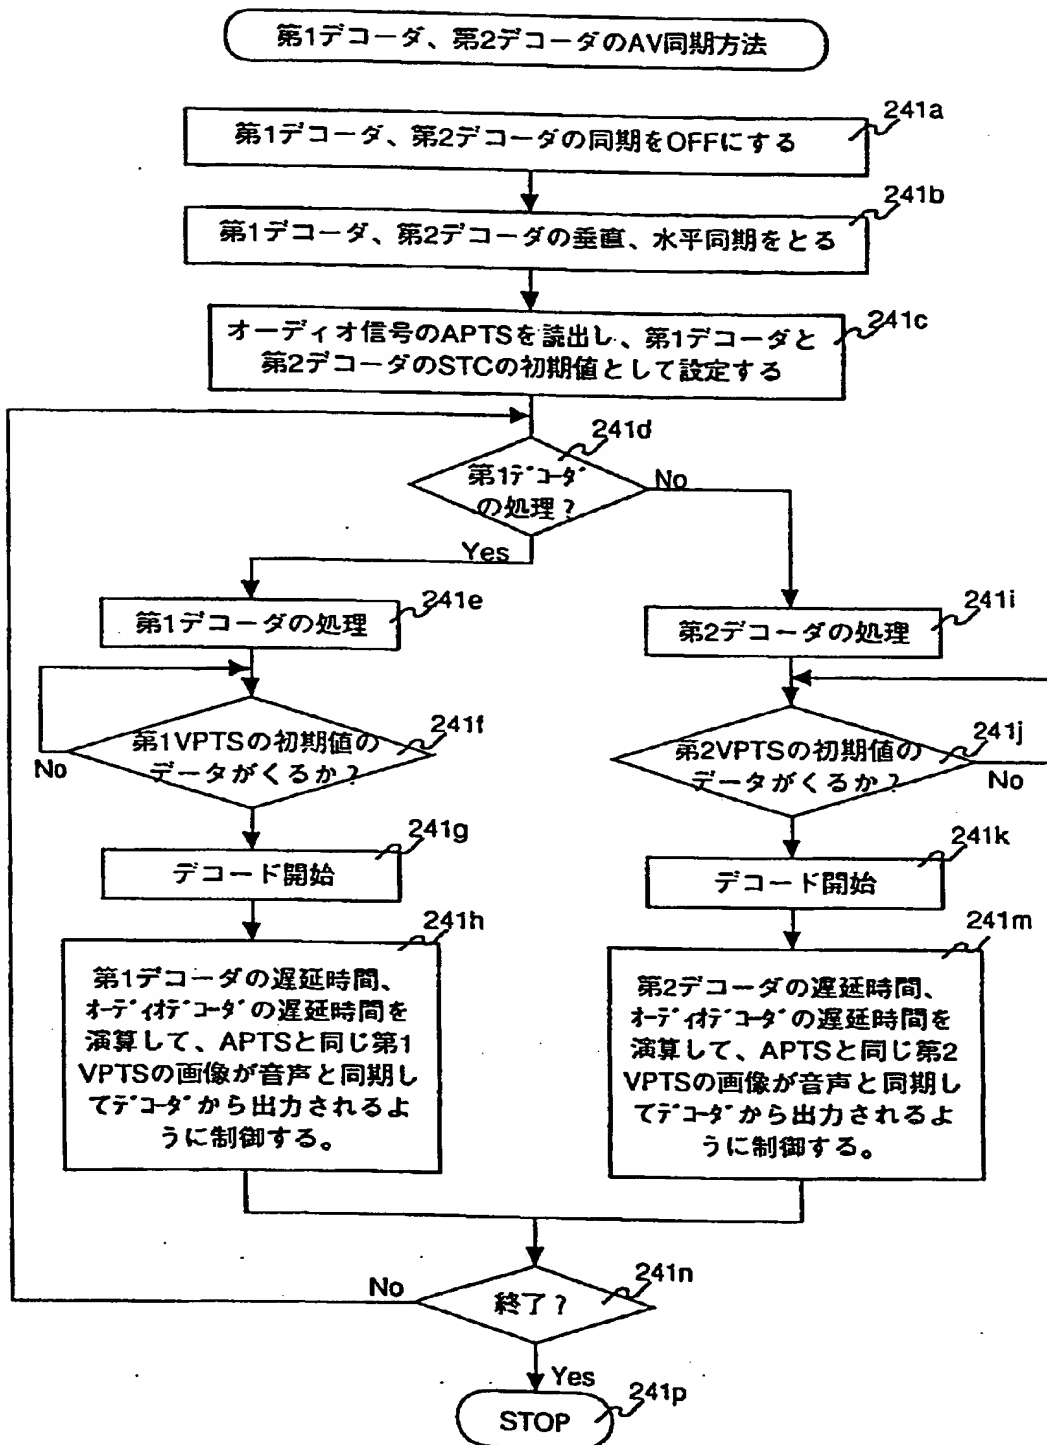 第1デコーダ、第2デコーダのAV同期方法
241a
第1デコーダ、第2デコーダの同期をOFFにする
241b
第1デコーダ、第2デコーダの垂直、水平同期をとる
241c
オーディオ信号のAPTSを読出し、第1デコーダと
第2デコーダのSTCの初期値として設定する
241d
第1ﾃﾞｺｰﾀﾞ
の処理？
No
Yes
241e
第1デコーダの処理
241i
第2デコーダの処理
241f
第1VPTSの初期値の
データがくるか？
No
241j
第2VPTSの初期値の
データがくるか？
No
241g
デコード開始
241k
デコード開始
241h
第1デコーダの遅延時間、
ｵｰﾃﾞｨｵﾃﾞｺｰﾀﾞの遅延時間を
演算して、APTSと同じ第1
VPTSの画像が音声と同期し
てﾃﾞｺｰﾀﾞから出力されるよ
うに制御する。
241m
第2デコーダの遅延時間、
ｵｰﾃﾞｨｵﾃﾞｺｰﾀﾞの遅延時間を
演算して、APTSと同じ第2
VPTSの画像が音声と同期し
てﾃﾞｺｰﾀﾞから出力されるよ
うに制御する。
241n
終了？
No
Yes
241p
STOP